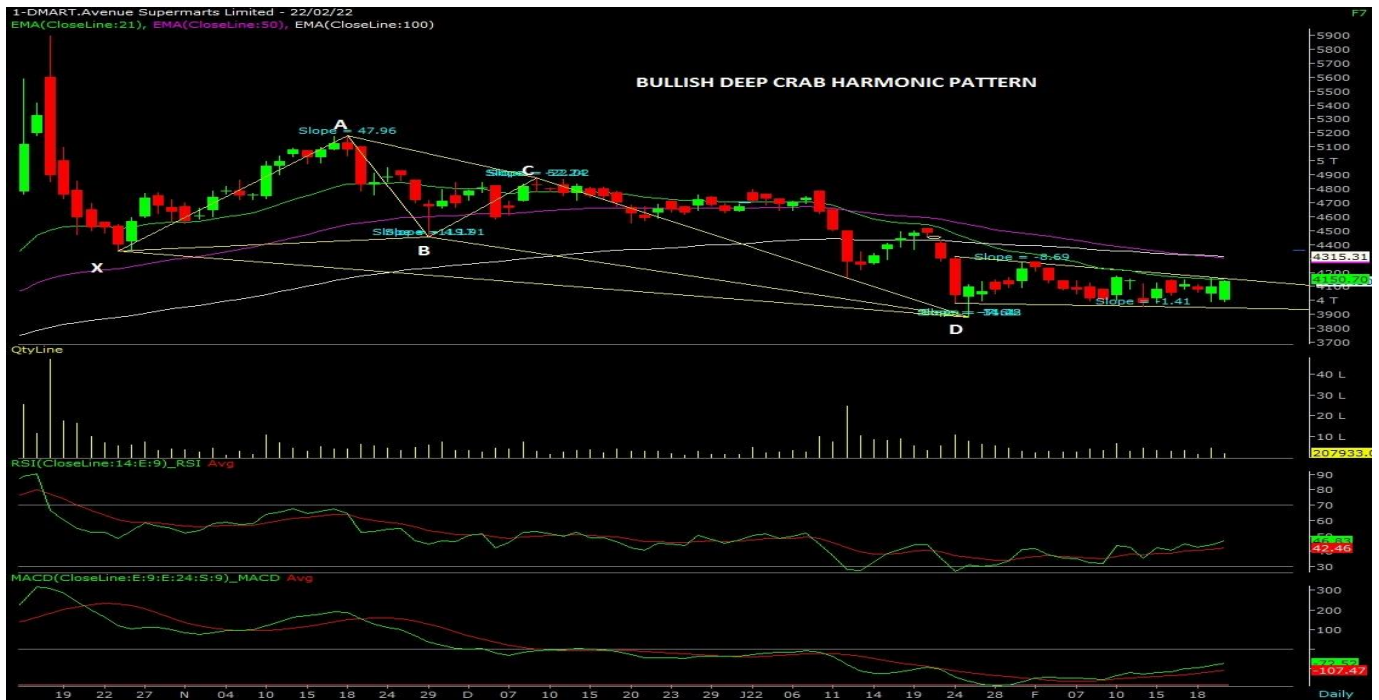 1-DMART.Avenue Supermarts Limited - 22/02/22
F7
EMA(CloseLine:21), EMA(CloseLine:50), EMA(CloseLine:100)
5900
5800
5700
5600
5500
5400
5300
5200
5100
5 T
4900
4800
4700
4600
4500
4400
4315.31
4200
4150.70
4100
4 T
3900
3800
3700
BULLISH DEEP CRAB HARMONIC PATTERN
A
Slope = 47.96
C
B
X
Slope = -8.69
Slope = -1.41
D
QtyLine
40 L
30 L
20 L
10 L
207933.0
RSI(CloseLine:14:E:9)_RSI Avg
90
80
70
60
50
42.46
30
MACD(CloseLine:E:9:E:24:S:9)_MACD Avg
300
200
100
-72.52
-107.47
19 22 27 N 04 10 15 18 24 29 D 07 10 15 20 23 29 J22 06 11 14 19 24 28 F 07 10 15 18 Daily